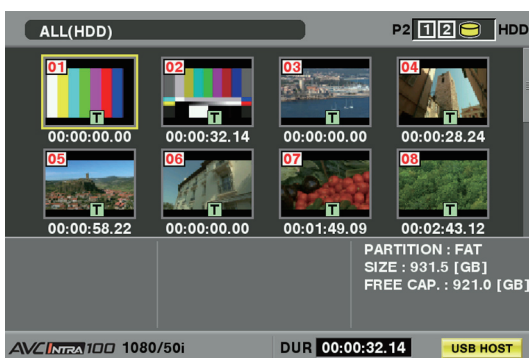 ALL(HDD)
P2 1 2 HDD
01 02 03 04
T T T T
00:00:00.00 00:00:32.14 00:00:00.00 00:00:28.24
05 06 07 08
T T T T
00:00:58.22 00:00:00.00 00:01:49.09 00:02:43.12
PARTITION : FAT
SIZE : 931.5 [GB]
FREE CAP. : 921.0 [GB]
AVC INTRA 100 1080/50i DUR 00:00:32.14 USB HOST